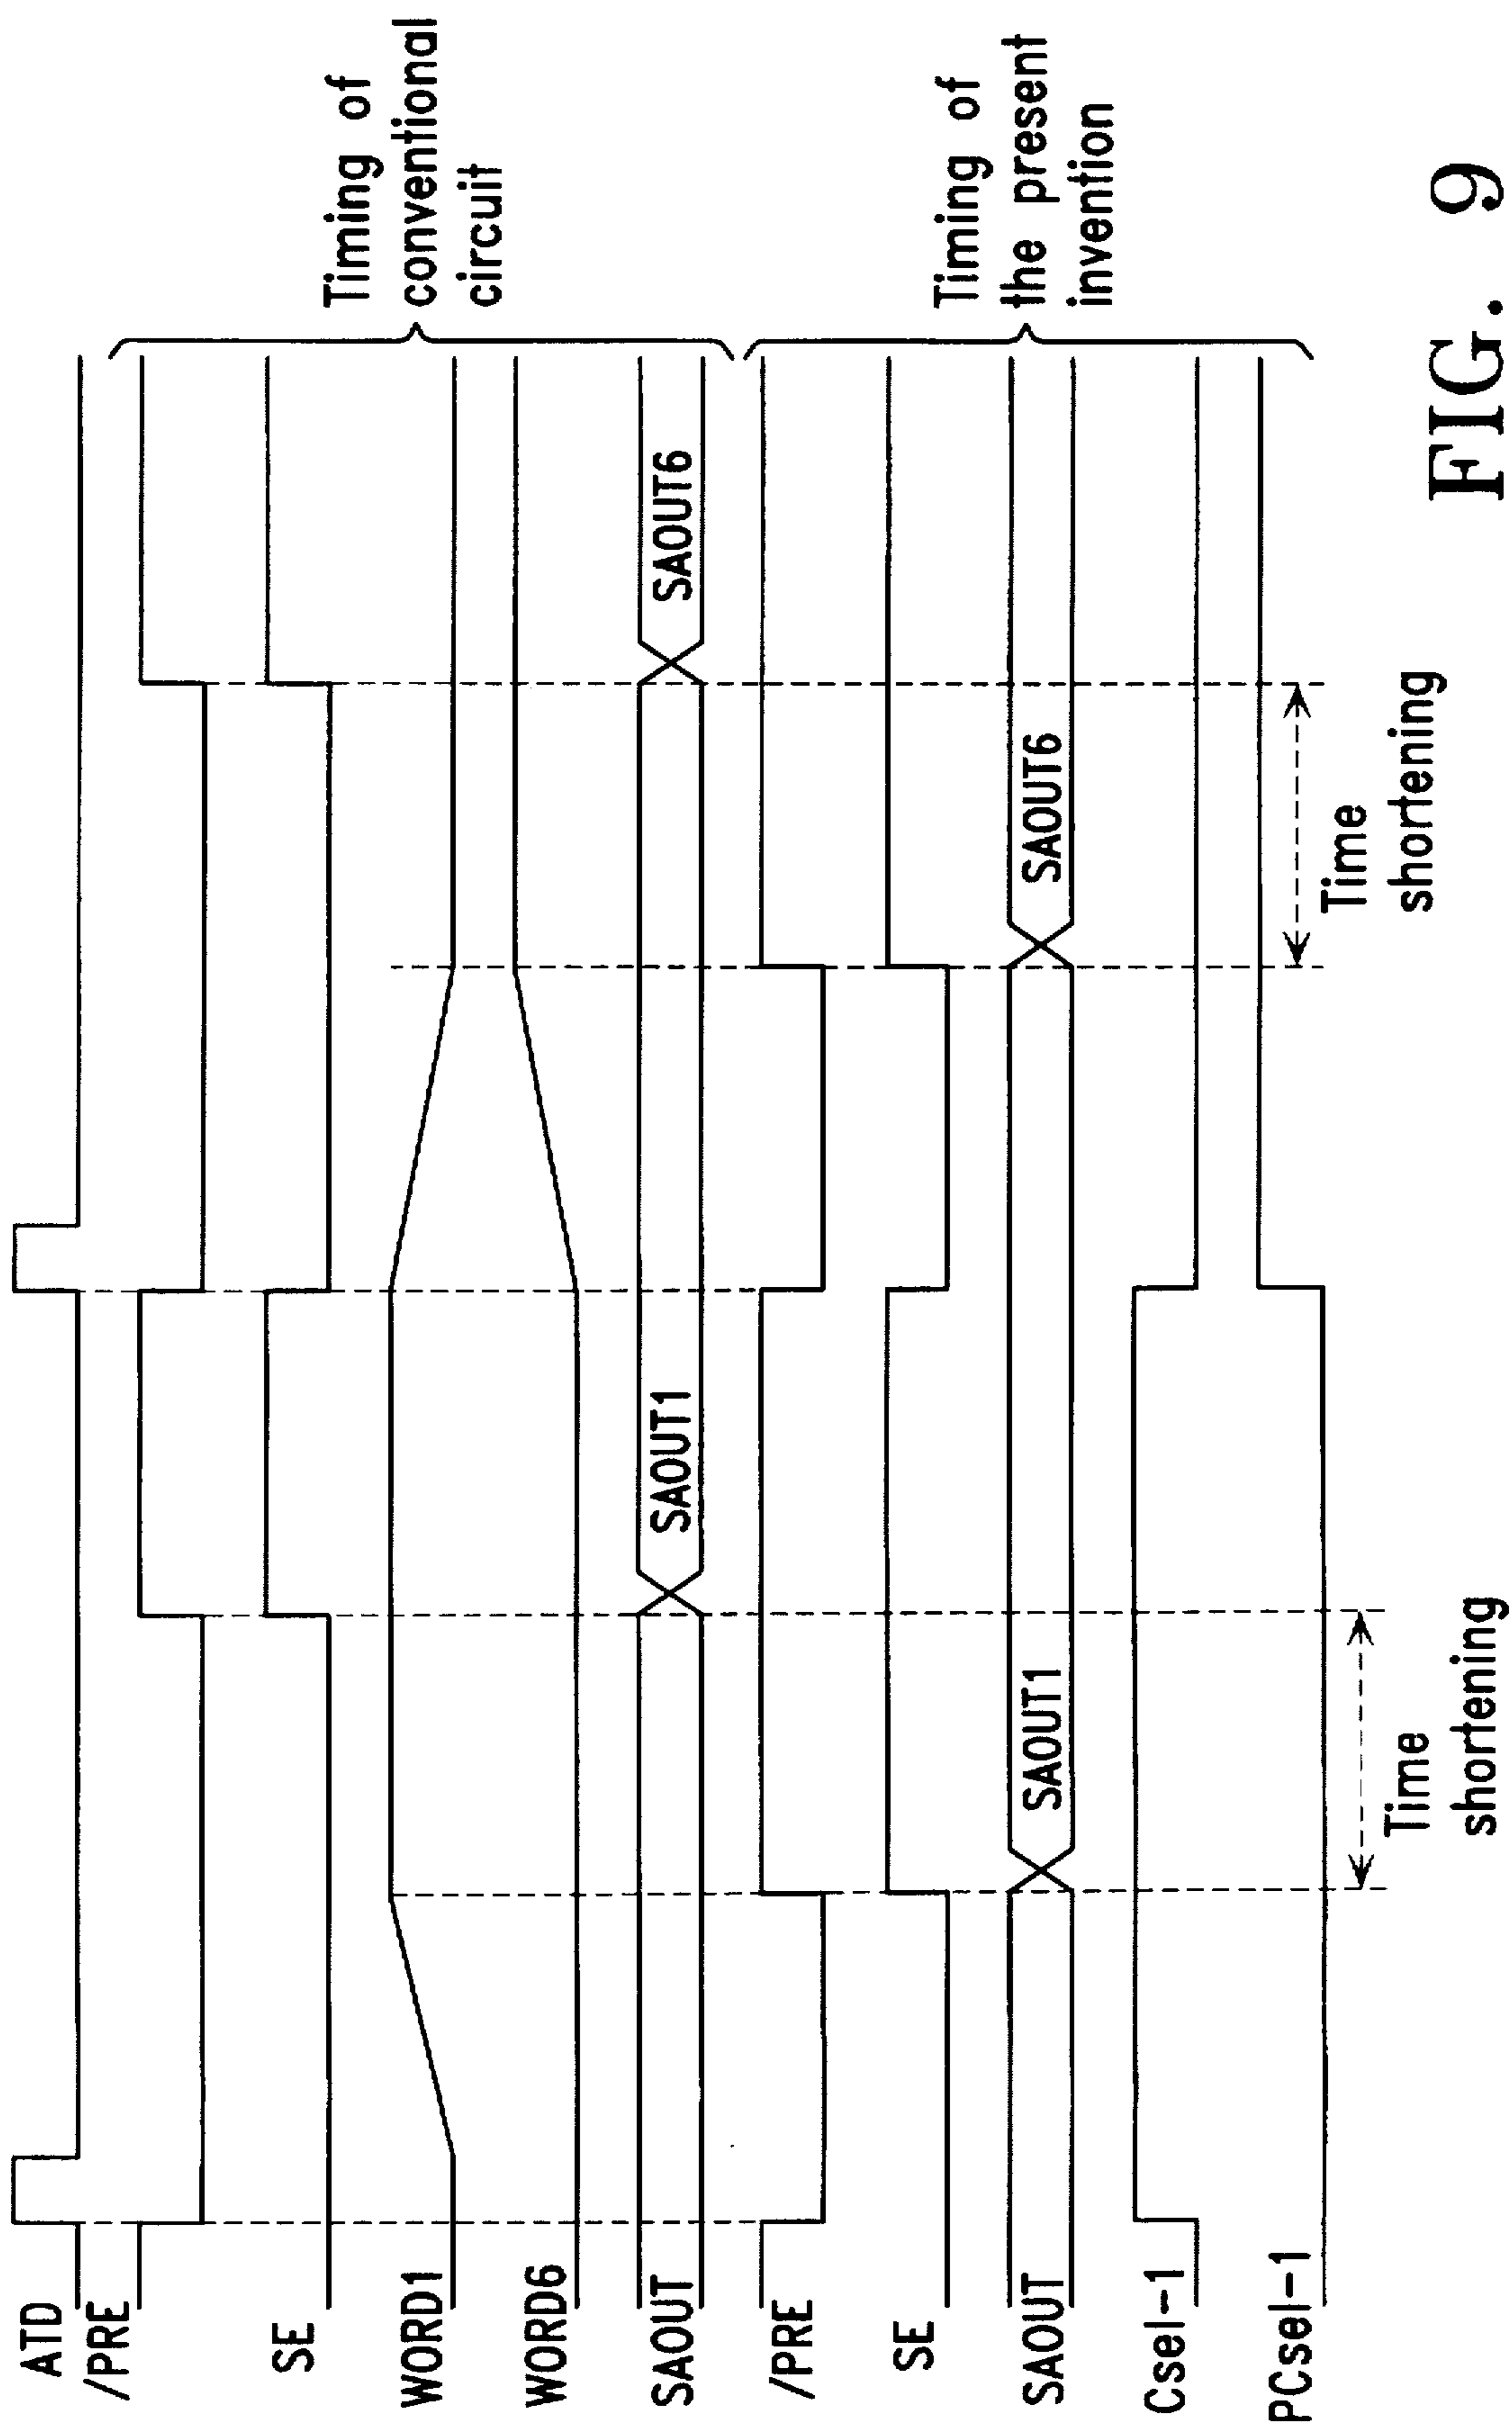 ATD
/PRE
SE
WORD1
WORD6
SAOUT
SAOUT1
SAOUT6
Timing of
conventional
circuit
/PRE
SE
SAOUT
SAOUT1
SAOUT6
Csel-1
PCsel-1
Timing of
the present
invention
Time
shortening
Time
shortening
FIG. 9